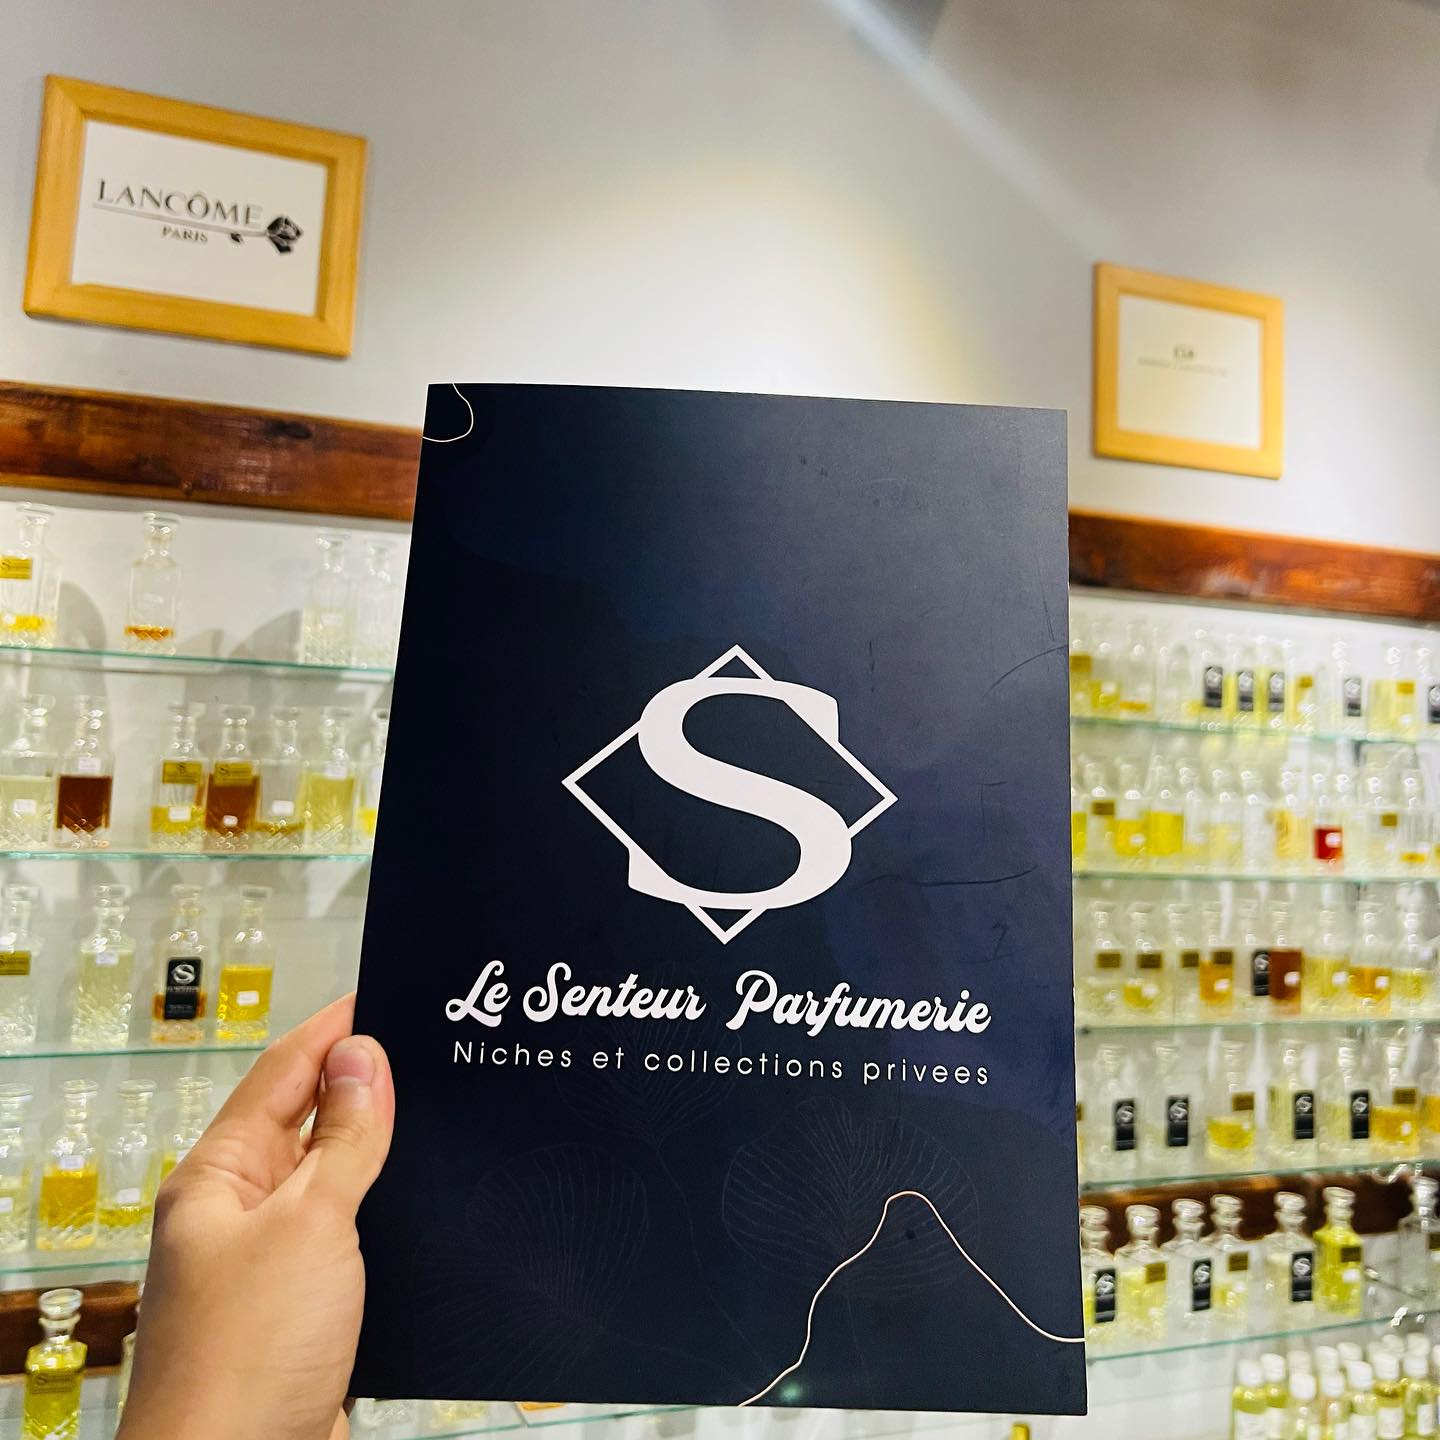 LANCÔME
PARIS
S
Le Senteur Parfumerie
Niches et collections privees